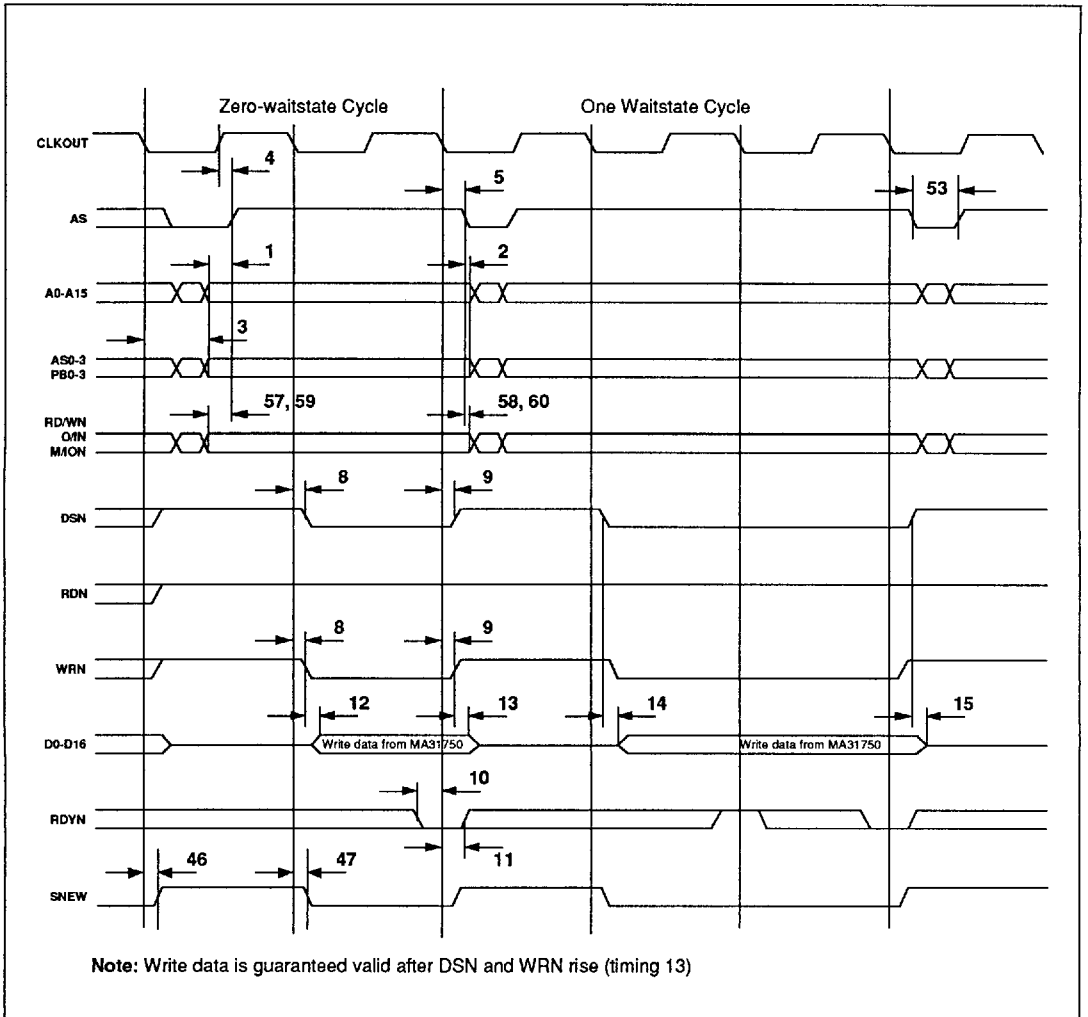 Zero-waitstate Cycle
One Waitstate Cycle
CLKOUT
4
5
53
AS
1
2
A0-A15
3
AS0-3
PB0-3
57, 59
58, 60
RD/WN
O/IN
M/ION
8
9
DSN
RDN
8
9
WRN
12
13
14
15
D0-D16
Write data from MA31750
Write data from MA31750
10
RDYN
11
46
47
SNEW
Note: Write data is guaranteed valid after DSN and WRN rise (timing 13)